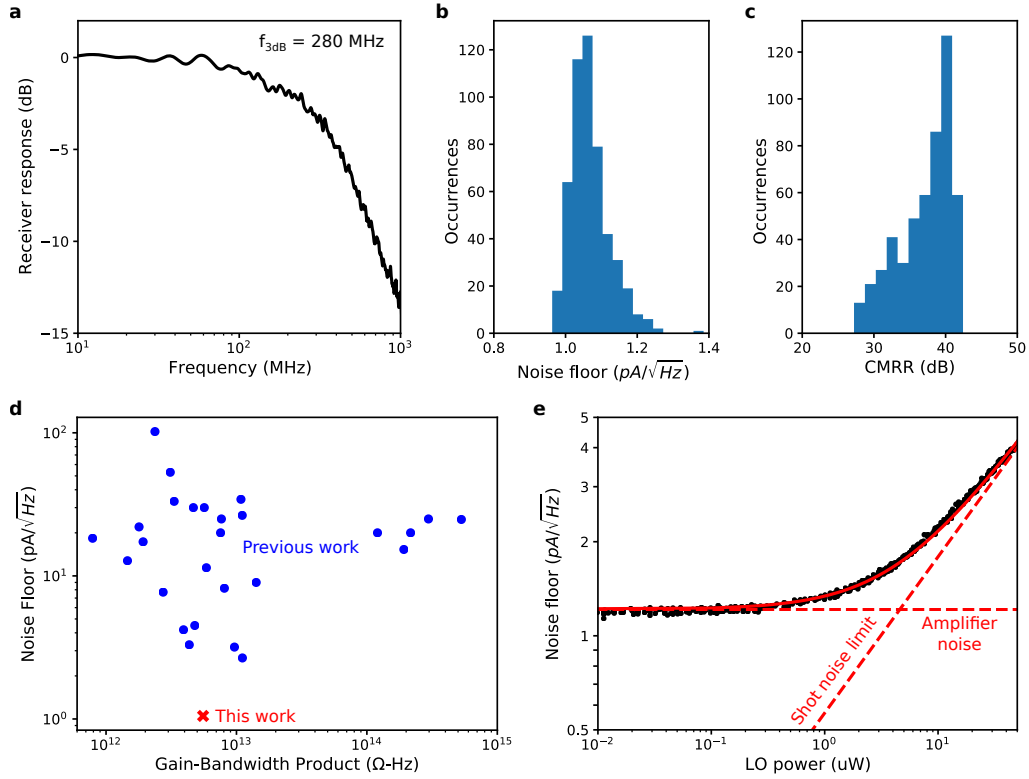 a
f3dB = 280 MHz
Receiver response (dB)
0
−5
−10
−15
10^1
10^2
10^3
Frequency (MHz)
b
Occurrences
120
100
80
60
40
20
0
0.8
1.0
1.2
1.4
Noise floor (pA/√Hz)
c
Occurrences
120
100
80
60
40
20
0
20
30
40
50
CMRR (dB)
d
Noise Floor (pA/√Hz)
10^2
10^1
10^0
Previous work
This work
10^12
10^13
10^14
10^15
Gain-Bandwidth Product (Ω-Hz)
e
Noise floor (pA/√Hz)
5
4
3
2
1
0.5
Shot noise limit
Amplifier
noise
10^−2
10^−1
10^0
10^1
LO power (uW)